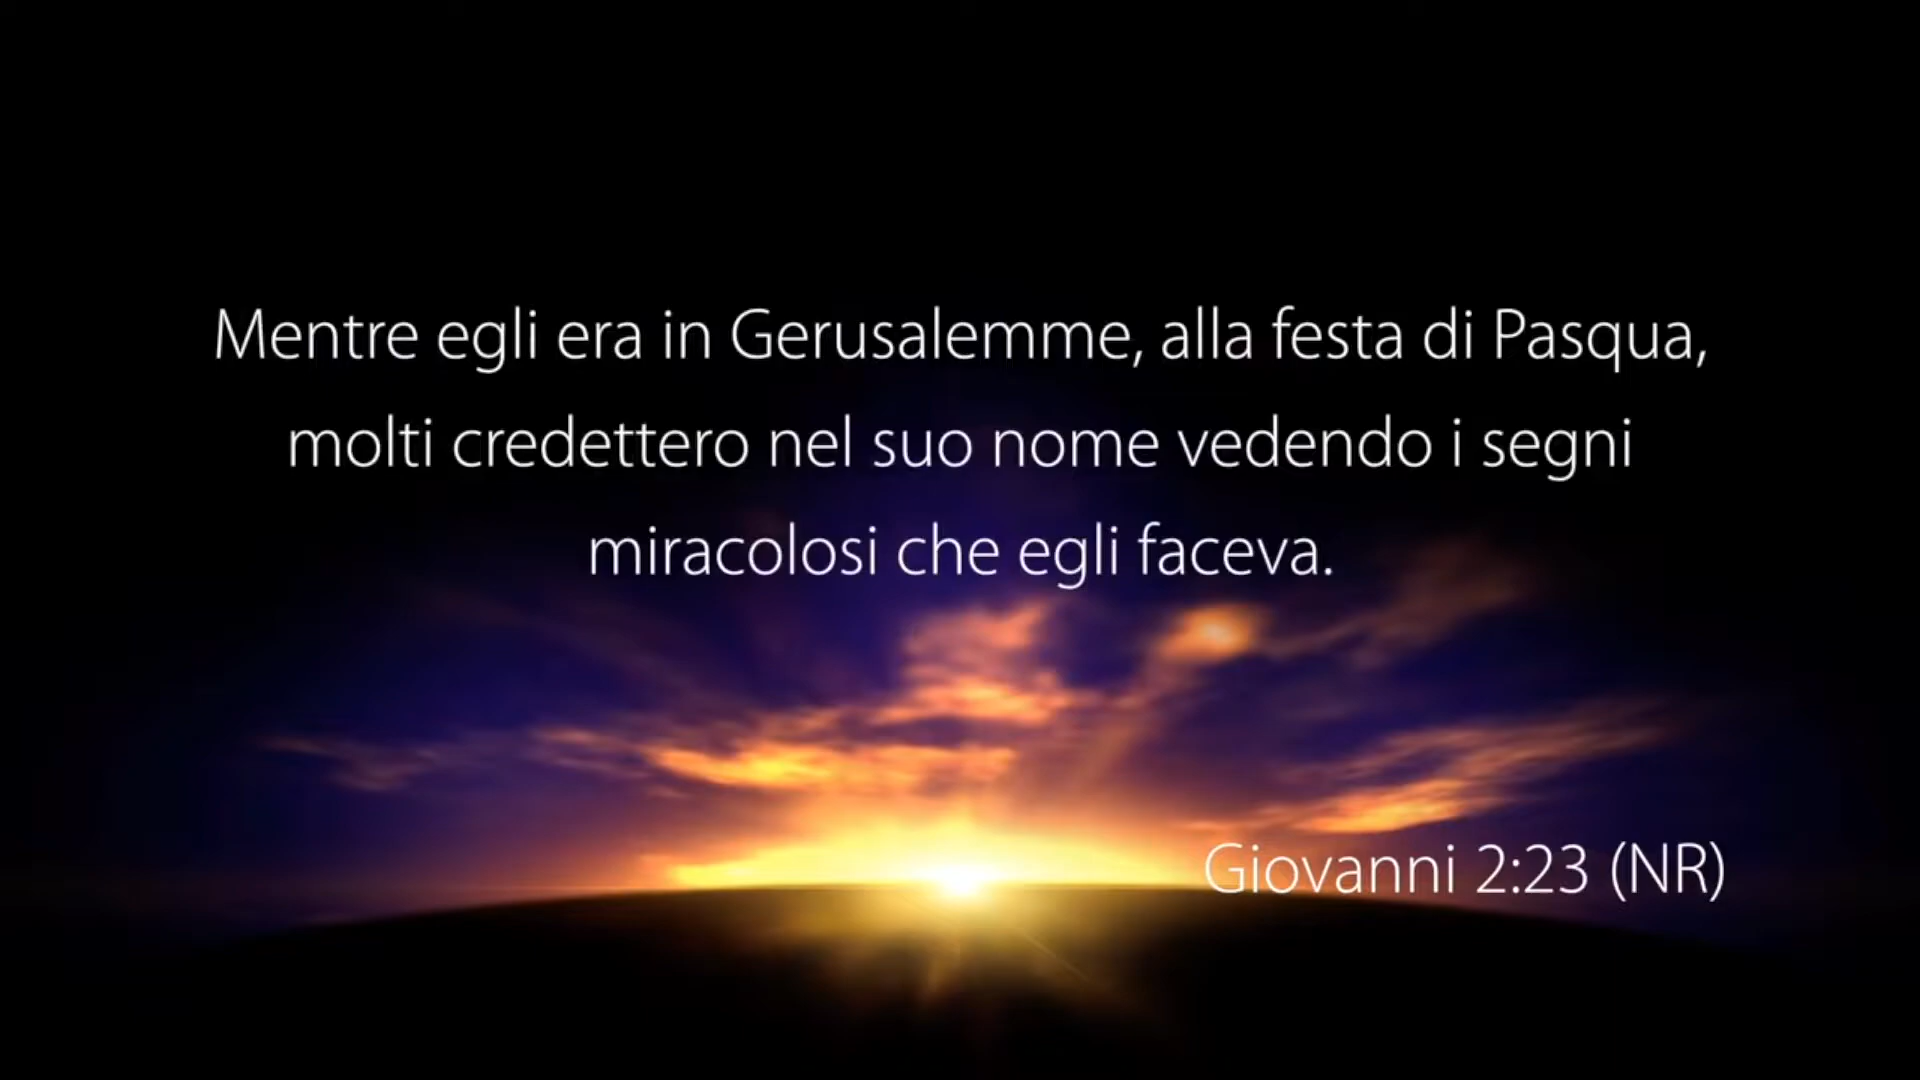 Mentre egli era in Gerusalemme, alla festa di Pasqua,
molti credettero nel suo nome vedendo i segni
miracolosi che egli faceva.
Giovanni 2:23 (NR)